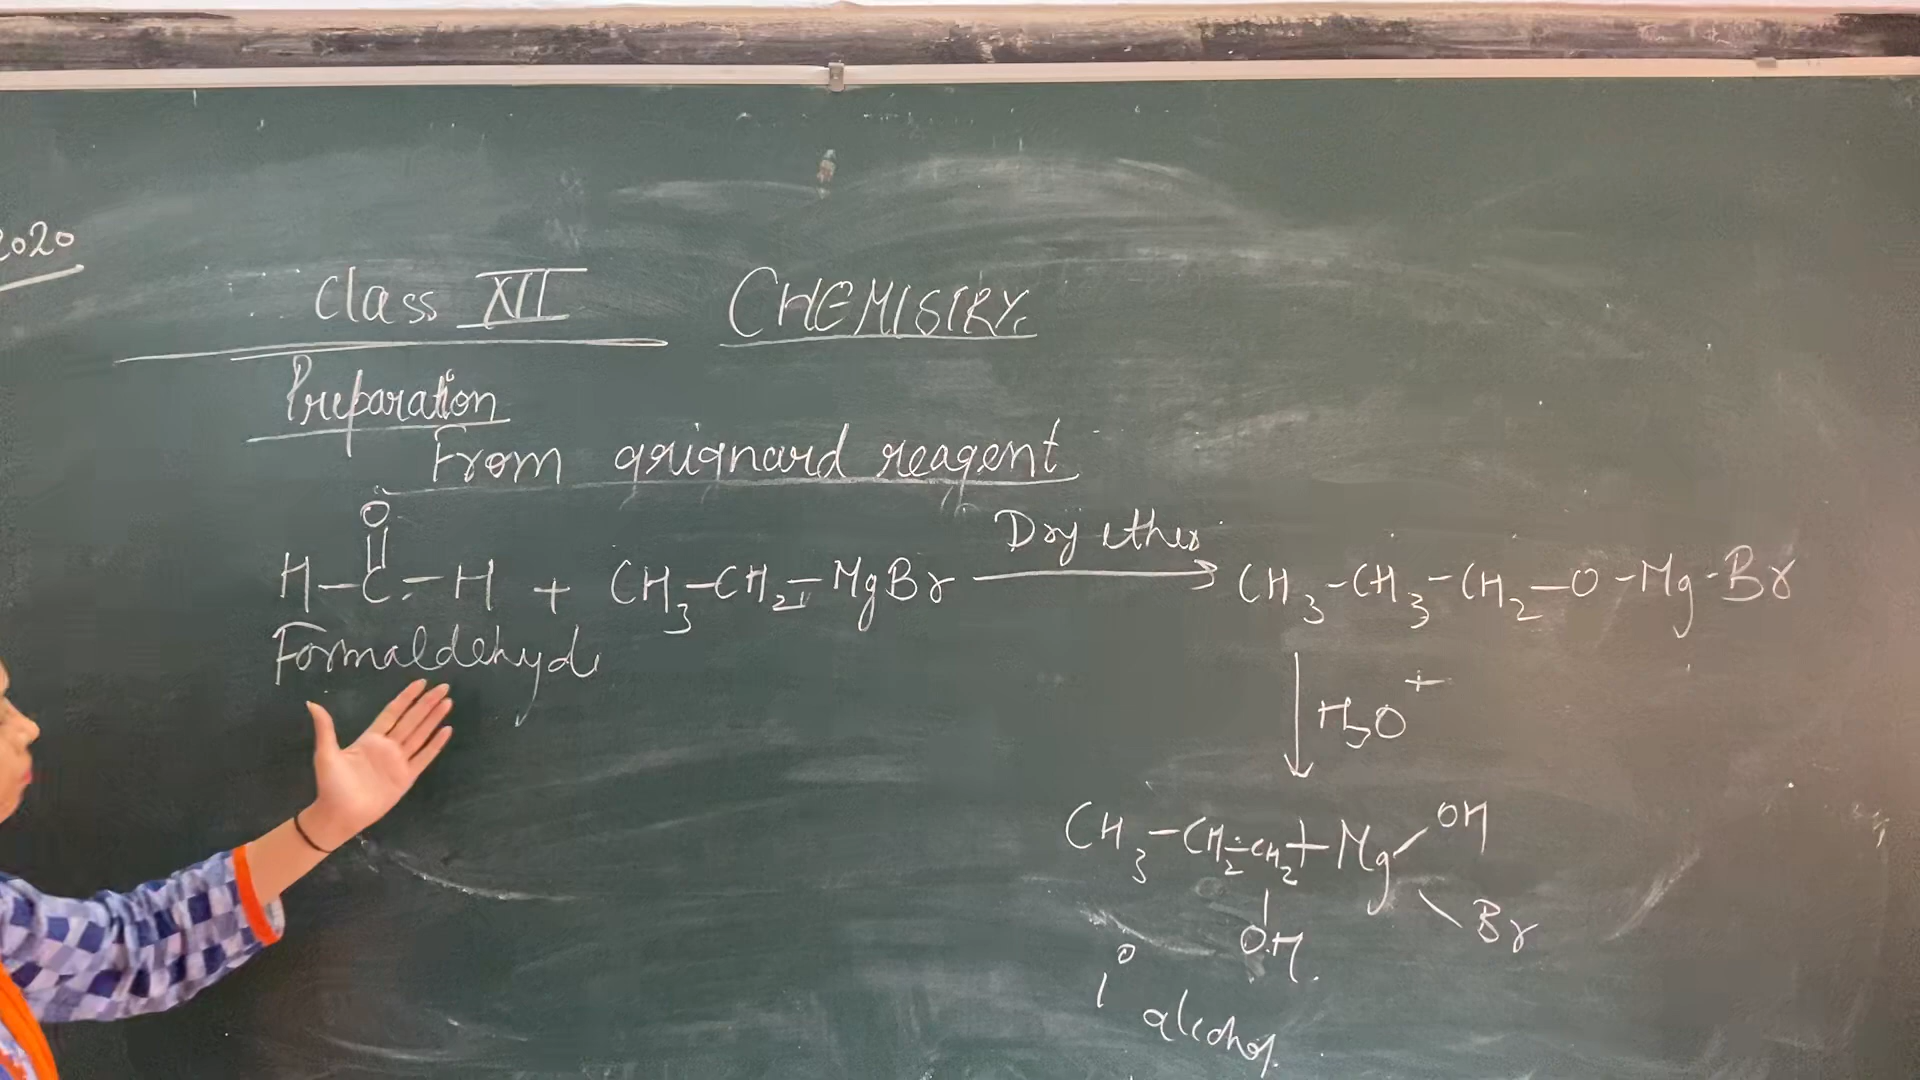 2020
Class XII CHEMISTRY
Preparation
From grignard reagent
O
||
H-C-H + CH3-CH2-MgBr Dry ether → CH3-CH3-CH2-O-Mg-Br
Formaldehyde
↓ H3O+
CH3-CH2-CH2 + Mg OH
Br
OH.
1° alcohol